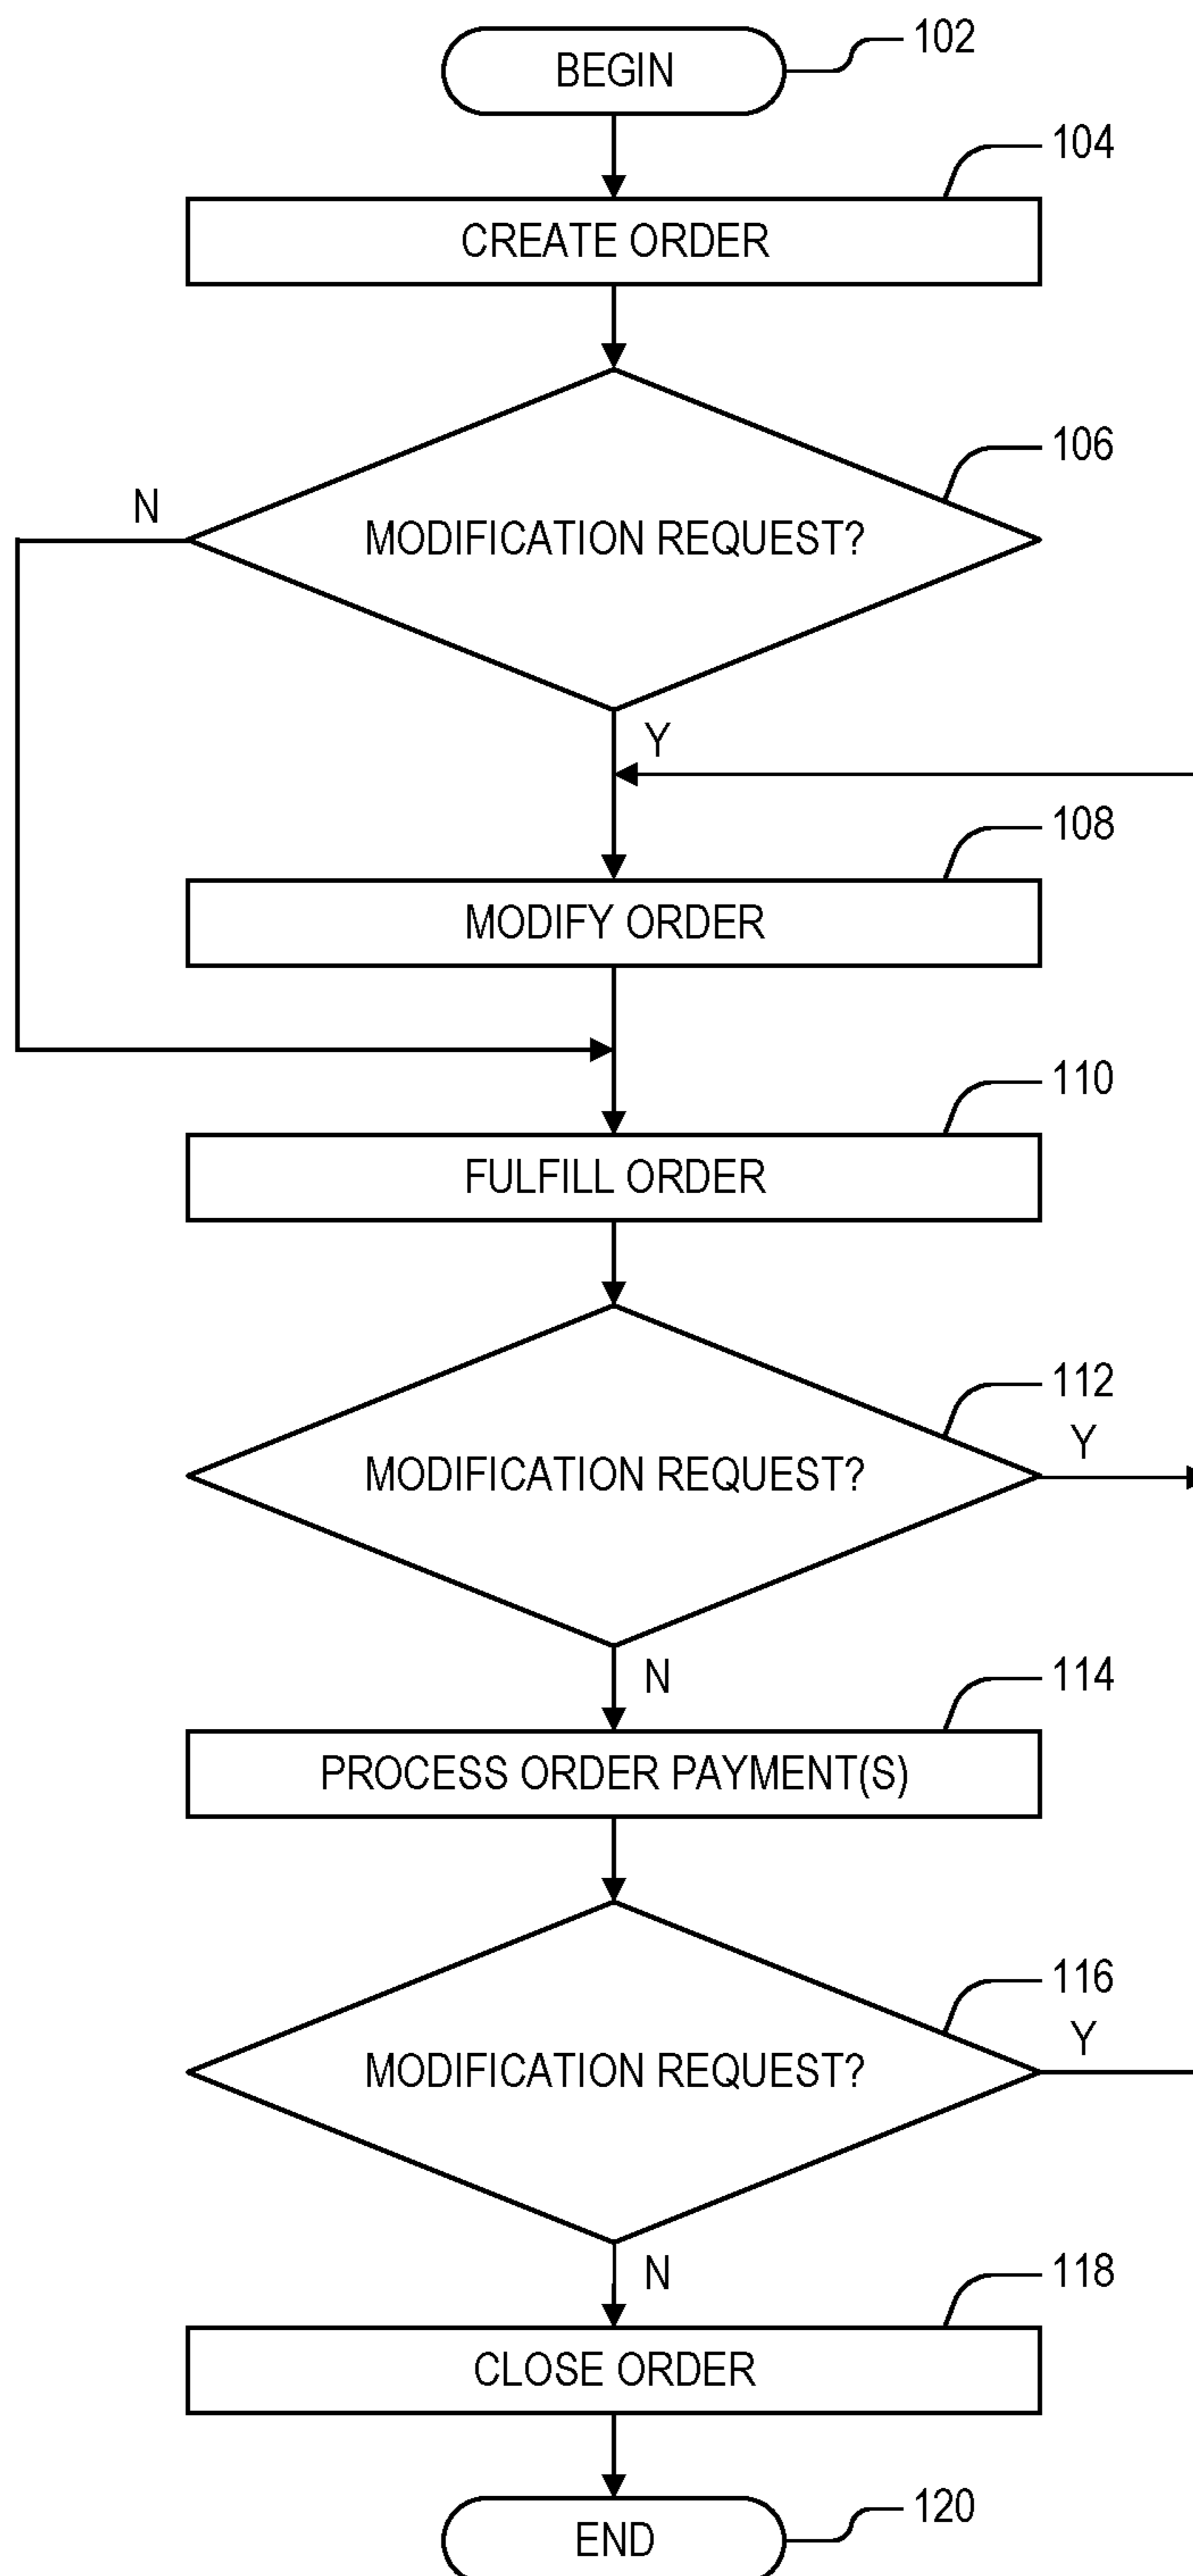 102
BEGIN
104
CREATE ORDER
106
N
MODIFICATION REQUEST?
Y
108
MODIFY ORDER
110
FULFILL ORDER
112
Y
MODIFICATION REQUEST?
N
114
PROCESS ORDER PAYMENT(S)
116
Y
MODIFICATION REQUEST?
N
118
CLOSE ORDER
120
END